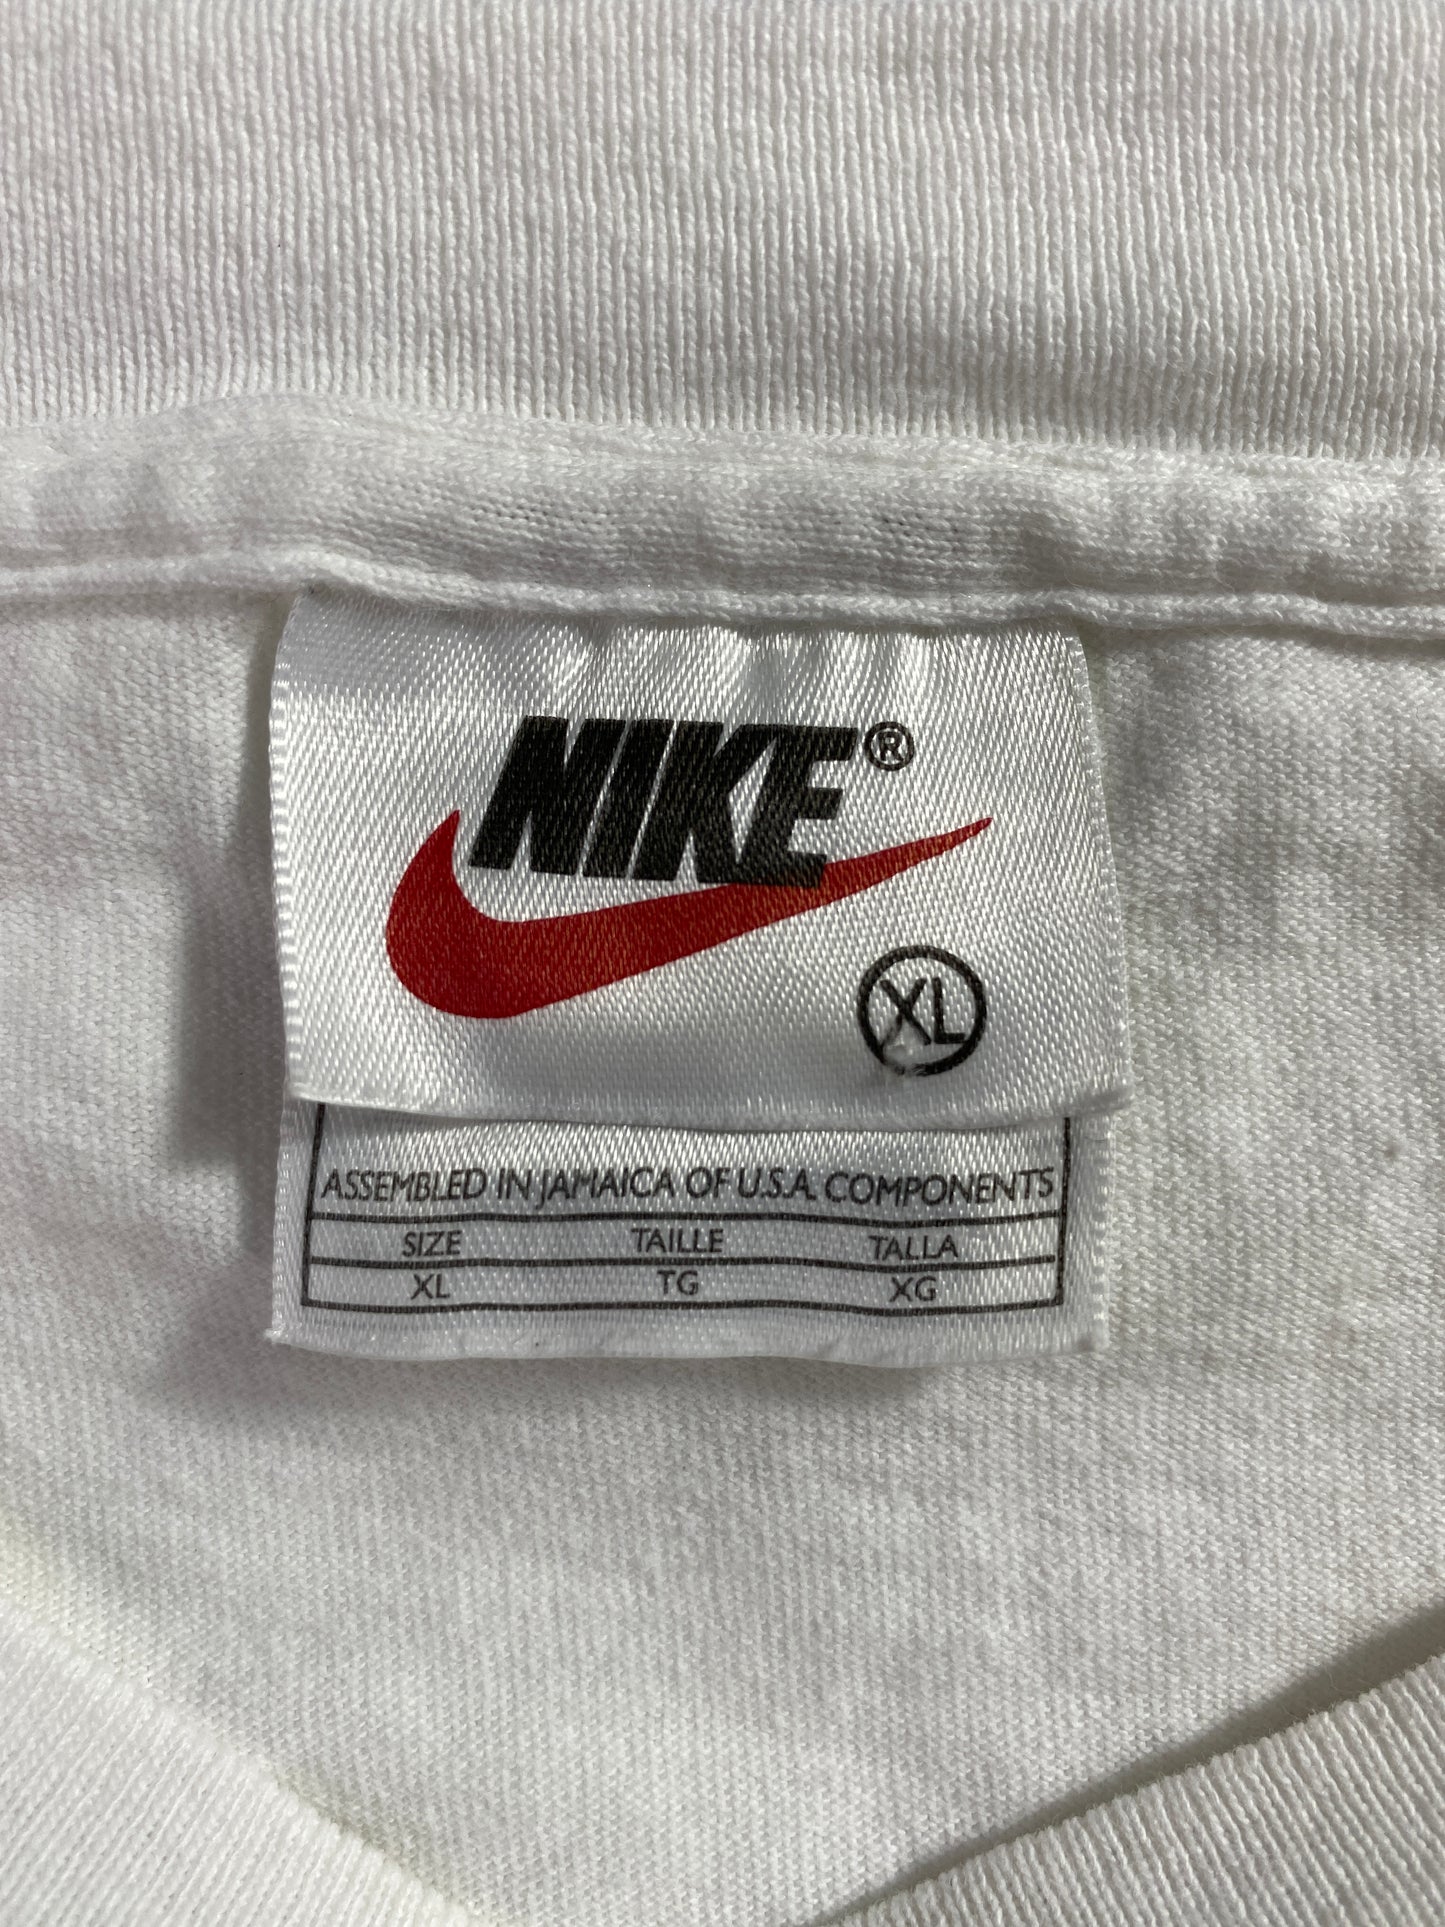 NIKE®
XL
ASSEMBLED IN JAMAICA OF U.S.A. COMPONENTS
SIZE TAILLE TALLA
XL TG XG